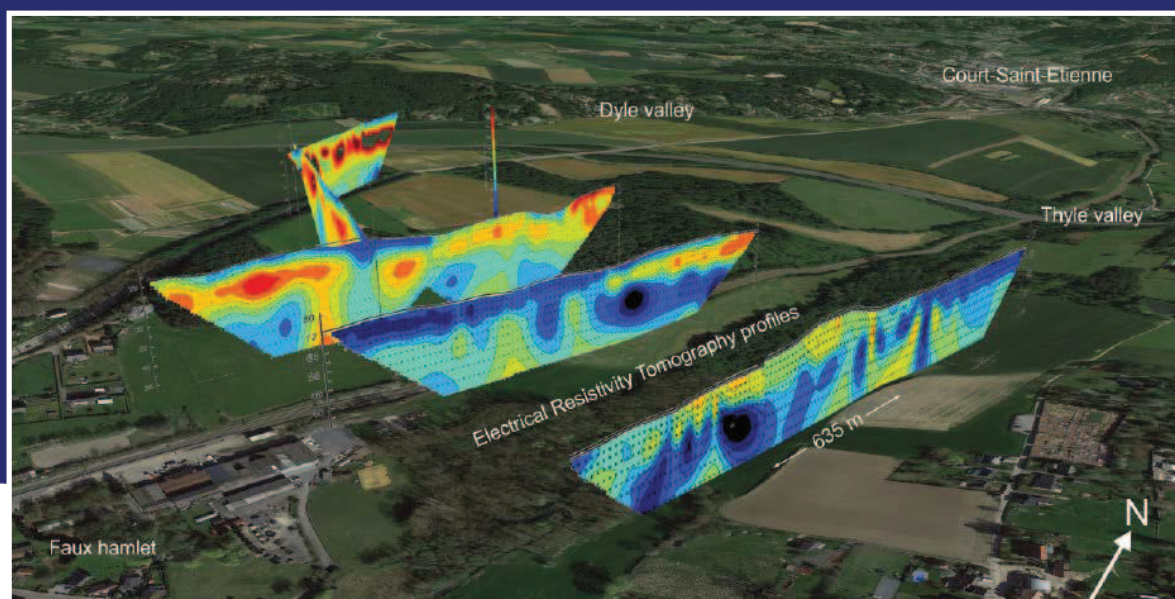 Court-Saint-Etienne
Dyle valley
Thyle valley
Electrical Resistivity Tomography profiles
635 m
N
Faux hamlet